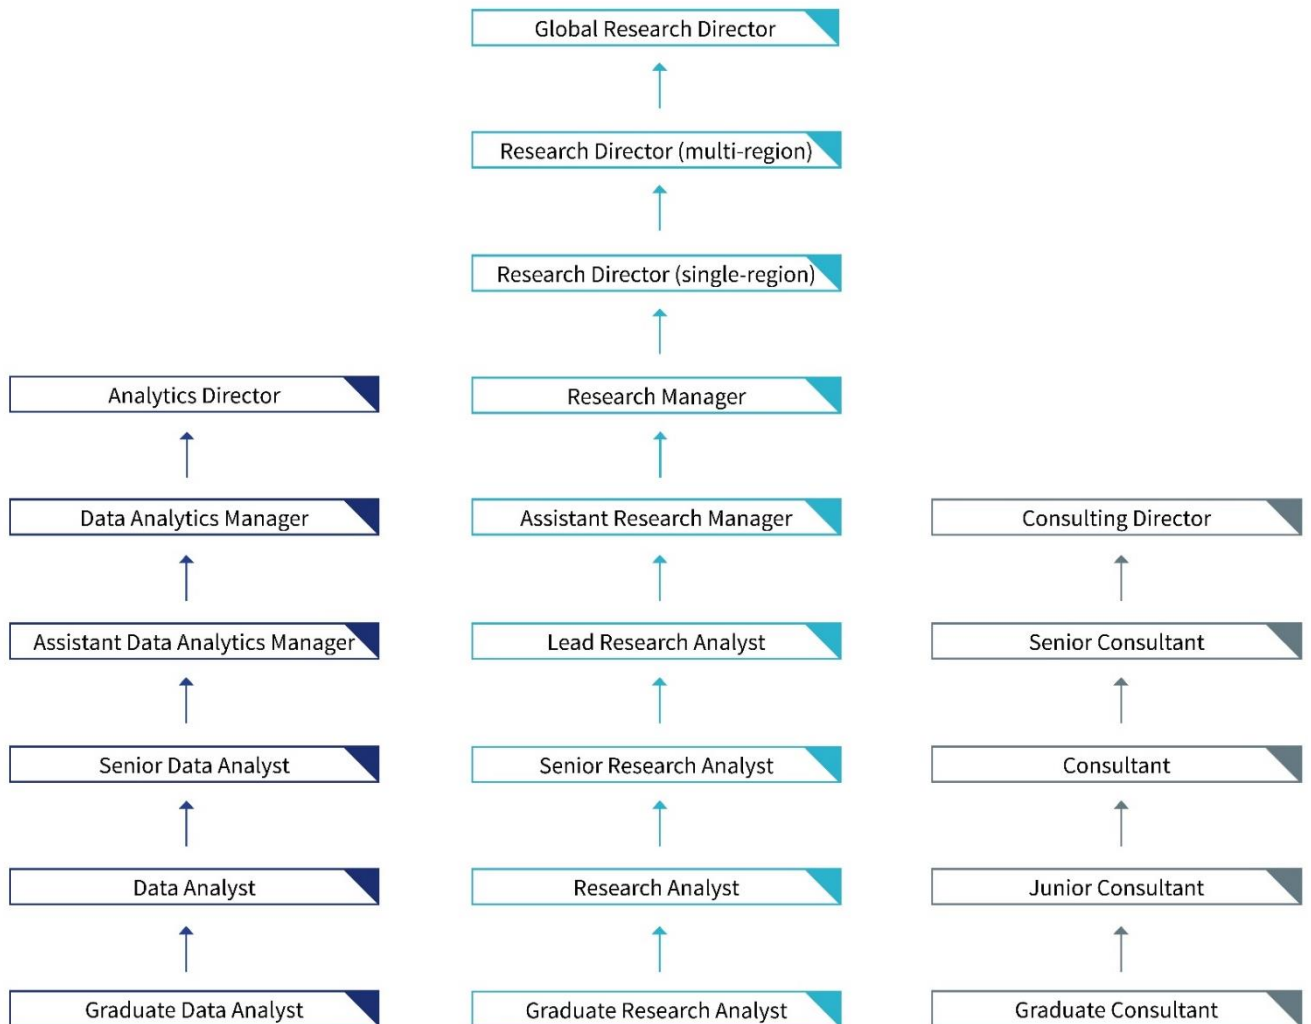 Global Research Director
Research Director (multi-region)
Research Director (single-region)
Analytics Director
Research Manager
Data Analytics Manager
Assistant Research Manager
Consulting Director
Assistant Data Analytics Manager
Lead Research Analyst
Senior Consultant
Senior Data Analyst
Senior Research Analyst
Consultant
Data Analyst
Research Analyst
Junior Consultant
Graduate Data Analyst
Graduate Research Analyst
Graduate Consultant